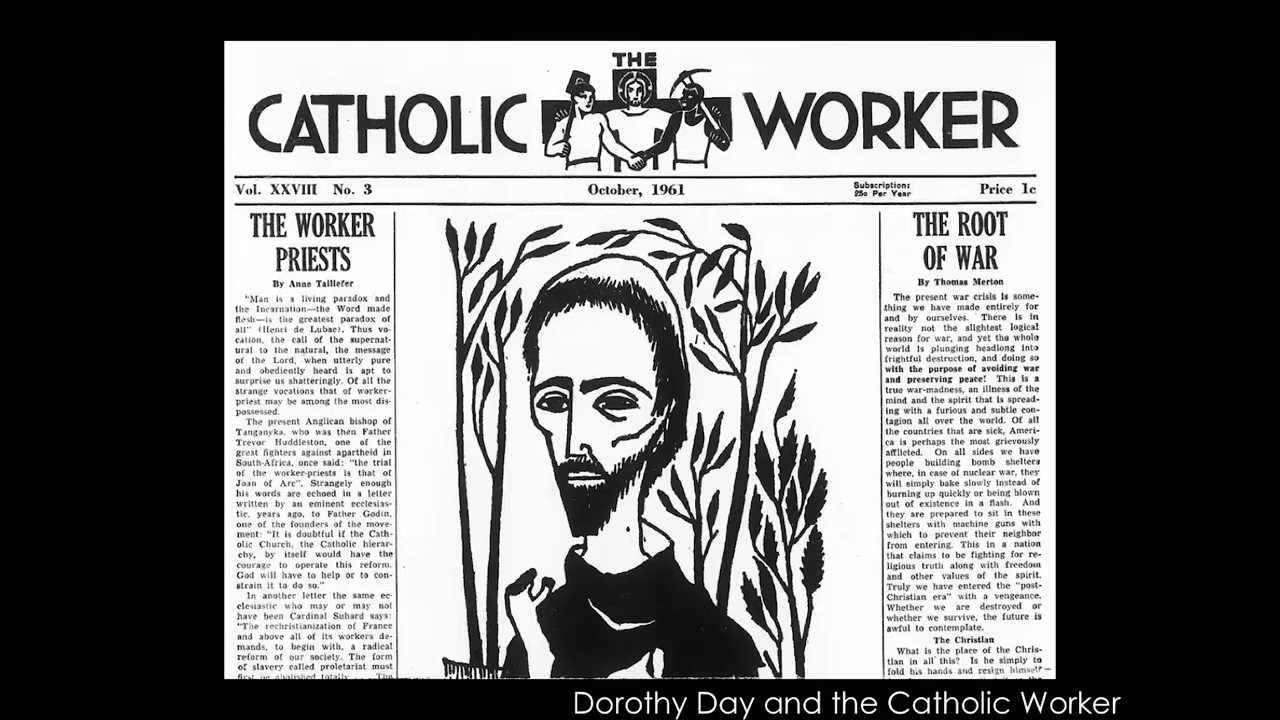 THE
CATHOLIC WORKER
Vol. XXVIII No. 3
October, 1961
Subscription:
25c Per Year
Price 1c
THE WORKER
PRIESTS
By Anne Taillefer
"Man is a living paradox and
the Incarnation—the Word made
flesh—is the greatest paradox of
all" (Henri de Lubac). Thus vo-
cation, the call of the supernat-
ural to the natural, the message
of the Lord, when utterly pure
and obediently heard is apt to
surprise us shatteringly. Of all the
strange vocations that of worker-
priest may be among the most dis-
possessed.
The present Anglican bishop of
Tanganyka, who was then Father
Trevor Huddleston, one of the
great fighters against apartheid in
South-Africa, once said: "the trial
of the worker-priests is that of
Joan of Arc". Strangely enough
his words are echoed in a letter
written by an eminent ecclesias-
tic, years ago, to Father Godin,
one of the founders of the move-
ment: "It is doubtful if the Cath-
olic Church, the Catholic hierar-
chy, by itself would have the
courage to operate this reform.
God will have to help or to con-
strain it to do so."
In another letter the same ec-
clesiastic who may or may not
have been Cardinal Suhard says:
"The rechristianization of France
and above all of its workers de-
mands, to begin with, a radical
reform of our society. The form
of slavery called proletariat must
first be abolished totally The
THE ROOT
OF WAR
By Thomas Merton
The present war crisis is some-
thing we have made entirely for
and by ourselves. There is in
reality not the slightest logical
reason for war, and yet the whole
world is plunging headlong into
frightful destruction, and doing so
with the purpose of avoiding war
and preserving peace! This is a
true war-madness, an illness of the
mind and the spirit that is spread-
ing with a furious and subtle con-
tagion all over the world. Of all
the countries that are sick, Ameri-
ca is perhaps the most grievously
afflicted. On all sides we have
people building bomb shelters
where, in case of nuclear war, they
will simply bake slowly instead of
burning up quickly or being blown
out of existence in a flash. And
they are prepared to sit in these
shelters with machine guns with
which to prevent their neighbor
from entering. This in a nation
that claims to be fighting for re-
ligious truth along with freedom
and other values of the spirit.
Truly we have entered the "post-
Christian era" with a vengeance.
Whether we are destroyed or
whether we survive, the future is
awful to contemplate.
The Christian
What is the place of the Chris-
tian in all this? Is he simply to
fold his hands and resign himself
Dorothy Day and the Catholic Worker